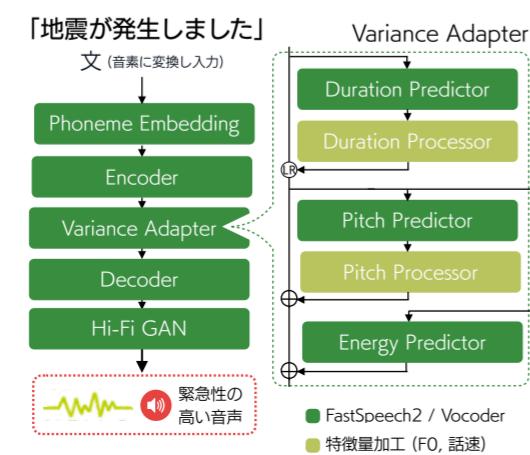 「地震が発生しました」
文 (音素に変換し入力)
Phoneme Embedding
Encoder
Variance Adapter
Decoder
Hi-Fi GAN
緊急性の
高い音声
Variance Adapter
Duration Predictor
Duration Processor
LR
Pitch Predictor
Pitch Processor
Energy Predictor
FastSpeech2 / Vocoder
特徴量加工 (F0, 話速)